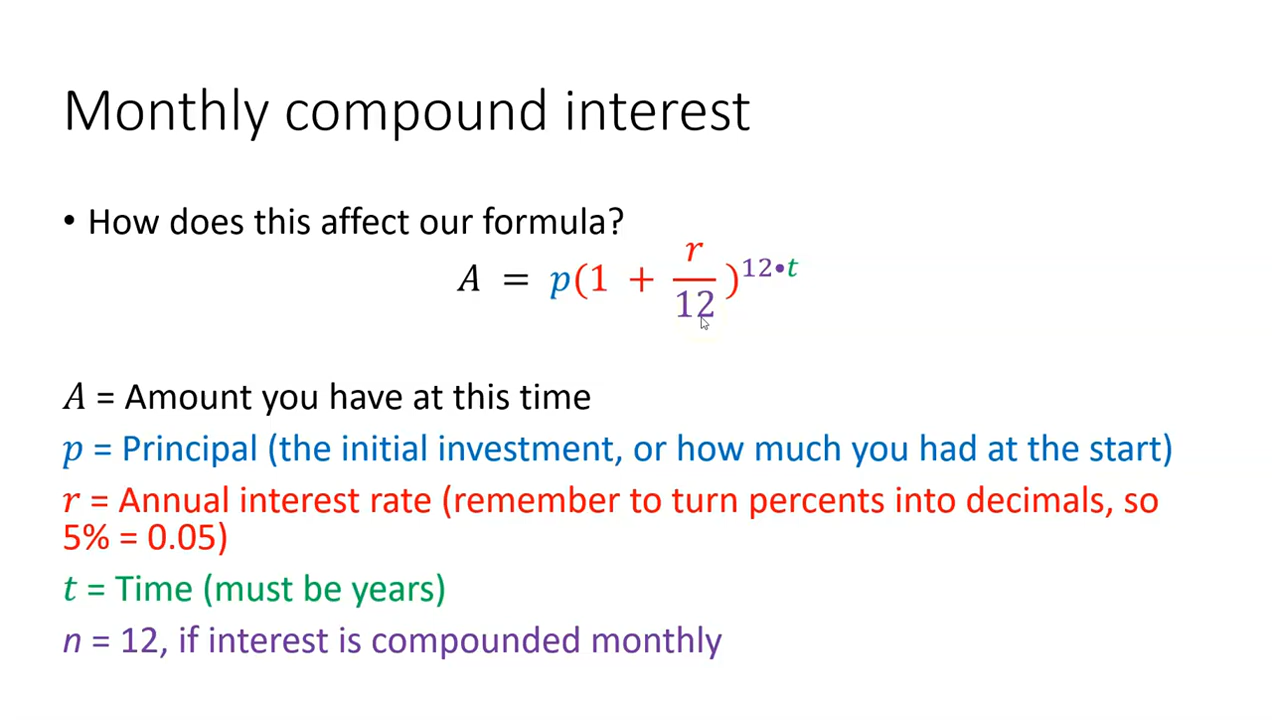 Monthly compound interest
• How does this affect our formula?
A = p(1 + r/12)^12•t
A = Amount you have at this time
p = Principal (the initial investment, or how much you had at the start)
r = Annual interest rate (remember to turn percents into decimals, so
5% = 0.05)
t = Time (must be years)
n = 12, if interest is compounded monthly